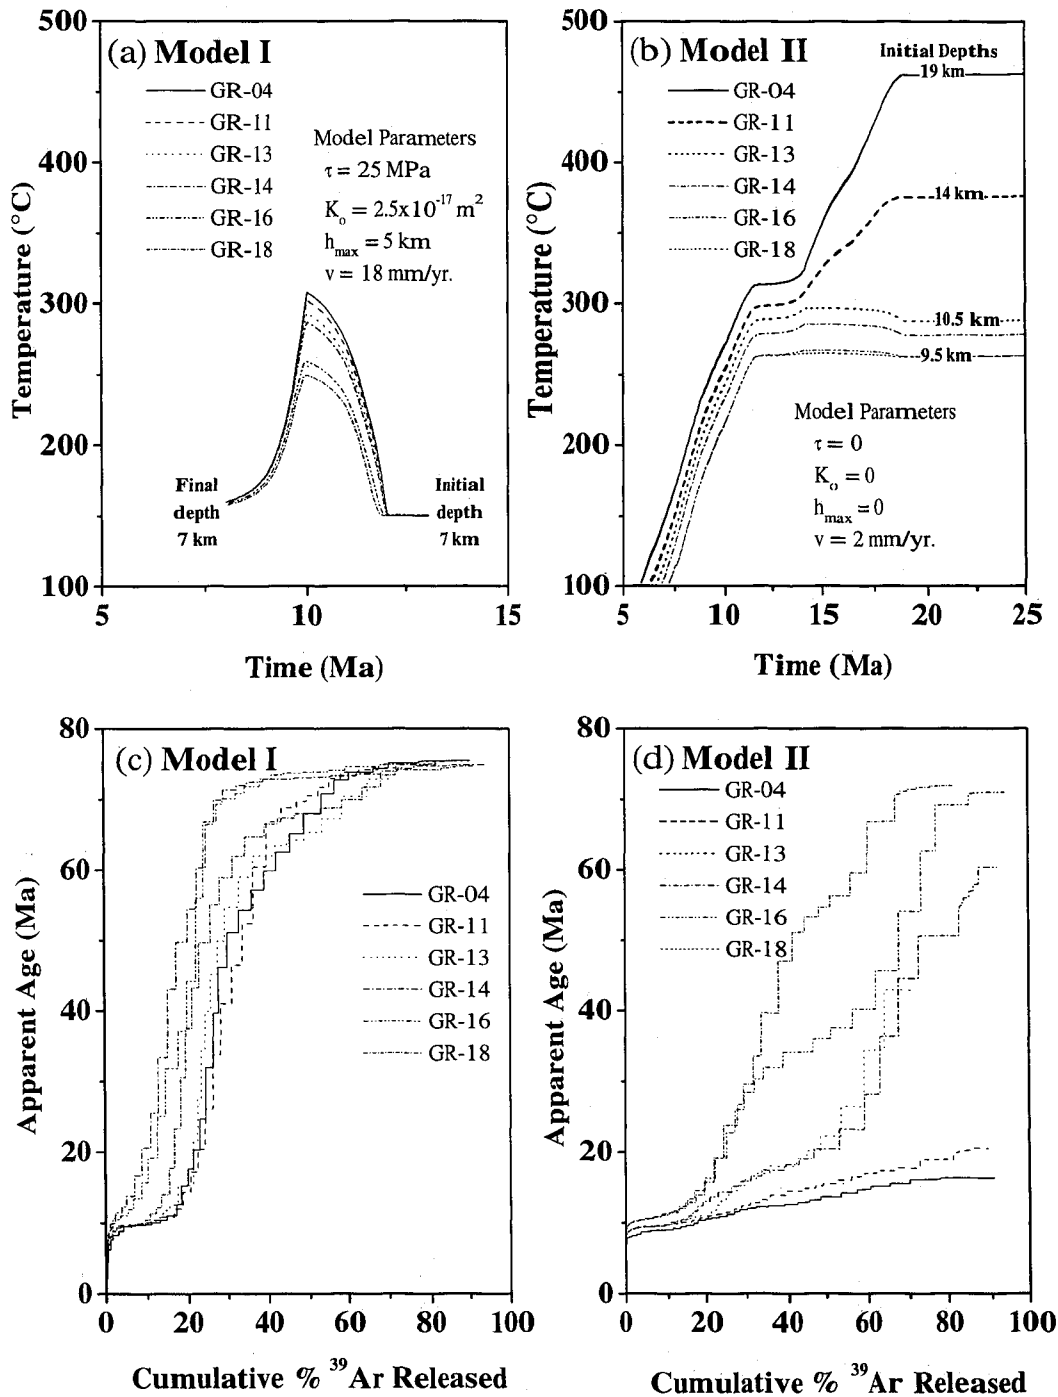 (a) Model I
GR-04
GR-11
GR-13
GR-14
GR-16
GR-18
Model Parameters
τ = 25 MPa
K₀ = 2.5x10⁻¹⁷ m²
h_max = 5 km
v = 18 mm/yr.
Final depth 7 km
Initial depth 7 km
500
400
300
200
100
Temperature (°C)
5
10
15
Time (Ma)
(b) Model II
Initial Depths
GR-04
GR-11
GR-13
GR-14
GR-16
GR-18
19 km
14 km
10.5 km
9.5 km
Model Parameters
τ = 0
K₀ = 0
h_max = 0
v = 2 mm/yr.
500
400
300
200
100
Temperature (°C)
5
10
15
20
25
Time (Ma)
(c) Model I
GR-04
GR-11
GR-13
GR-14
GR-16
GR-18
80
60
40
20
0
Apparent Age (Ma)
0
20
40
60
80
100
Cumulative % ³⁹Ar Released
(d) Model II
GR-04
GR-11
GR-13
GR-14
GR-16
GR-18
80
60
40
20
0
Apparent Age (Ma)
0
20
40
60
80
100
Cumulative % ³⁹Ar Released